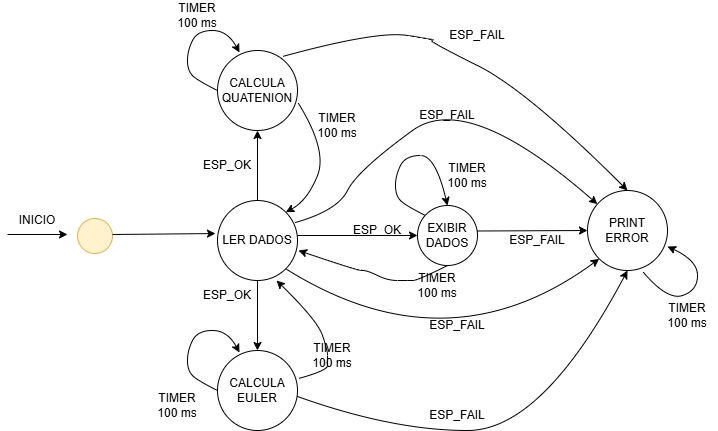 TIMER
100 ms
ESP_FAIL
CALCULA
QUATENION
TIMER
100 ms
ESP_FAIL
ESP_OK
TIMER
100 ms
INICIO
LER DADOS
ESP_OK
EXIBIR
DADOS
ESP_FAIL
PRINT
ERROR
TIMER
100 ms
ESP_OK
TIMER
100 ms
ESP_FAIL
TIMER
100 ms
CALCULA
EULER
TIMER
100 ms
ESP_FAIL